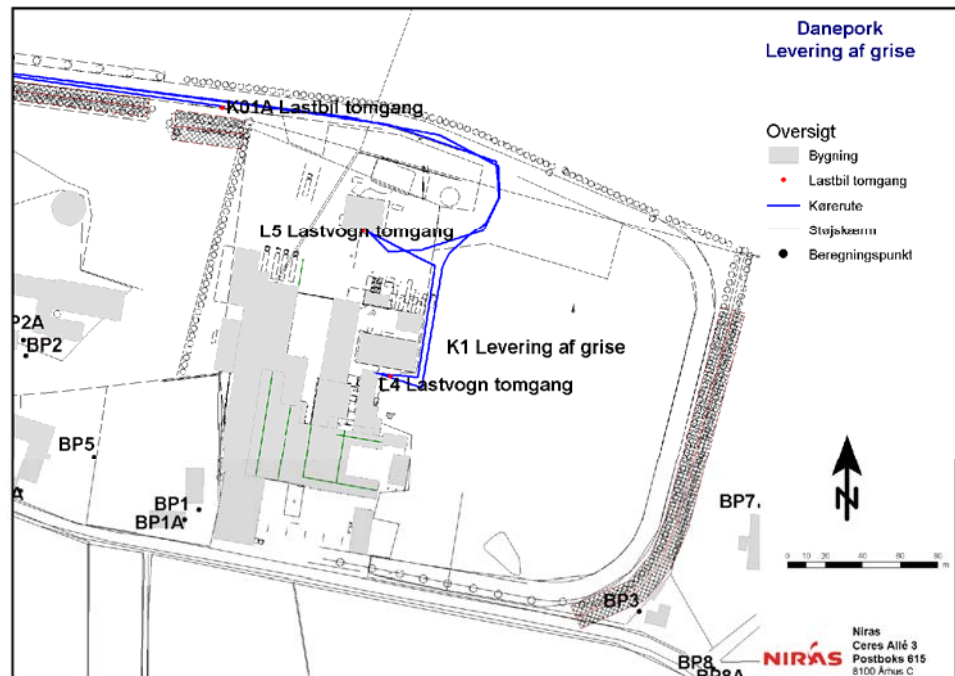 Danepork
Levering af grise
Oversigt
Bygning
Lastbil tomgang
Kørerute
Støjskærm
Beregningspunkt
K01A Lastbil tomgang
L5 Lastvogn tomgang
K1 Levering af grise
L4 Lastvogn tomgang
BP2
BP5
BP1
BP1A
BP7
BP3
BP8
BP8A
N
0 10 20 40 60 80
m
NIRAS
Niras
Ceres Allé 3
Postboks 615
8100 Århus C